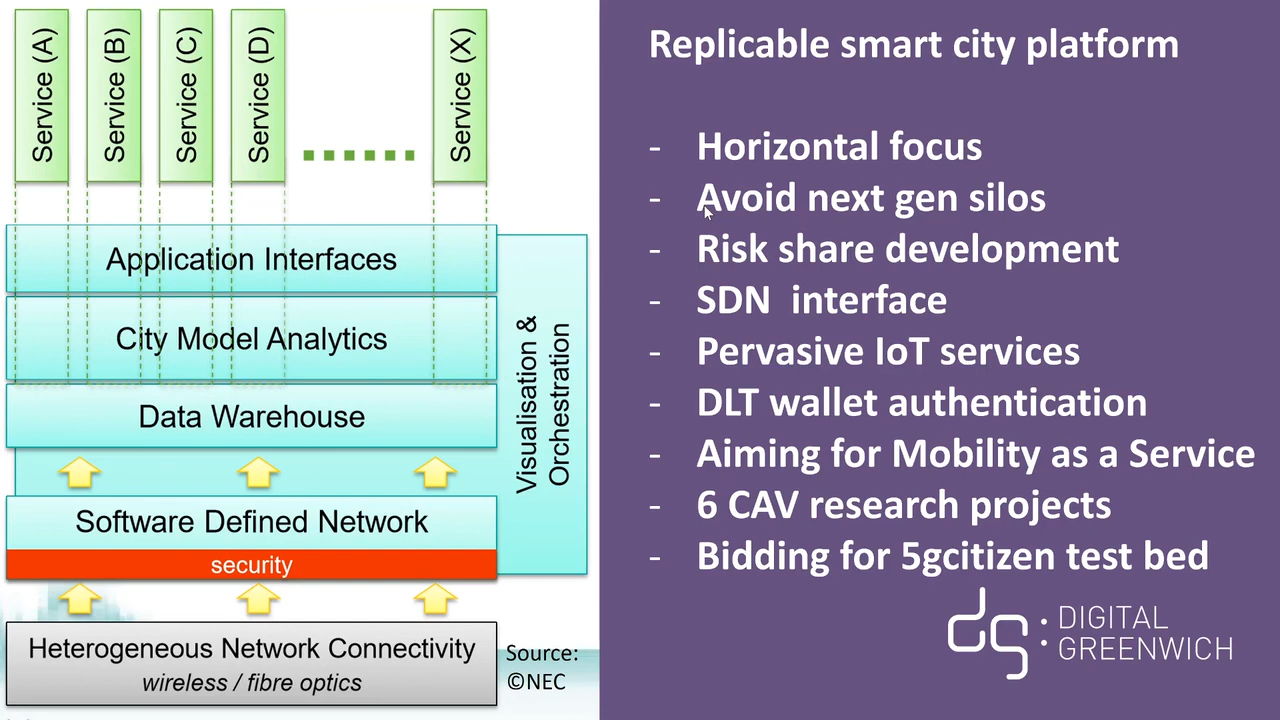 Service (A)
Service (B)
Service (C)
Service (D)
Service (X)
Application Interfaces
City Model Analytics
Data Warehouse
Visualisation &
Orchestration
Software Defined Network
security
Heterogeneous Network Connectivity
wireless / fibre optics
Source:
©NEC
Replicable smart city platform
- Horizontal focus
- Avoid next gen silos
- Risk share development
- SDN  interface
- Pervasive IoT services
- DLT wallet authentication
- Aiming for Mobility as a Service
- 6 CAV research projects
- Bidding for 5gcitizen test bed
dg: DIGITAL
GREENWICH